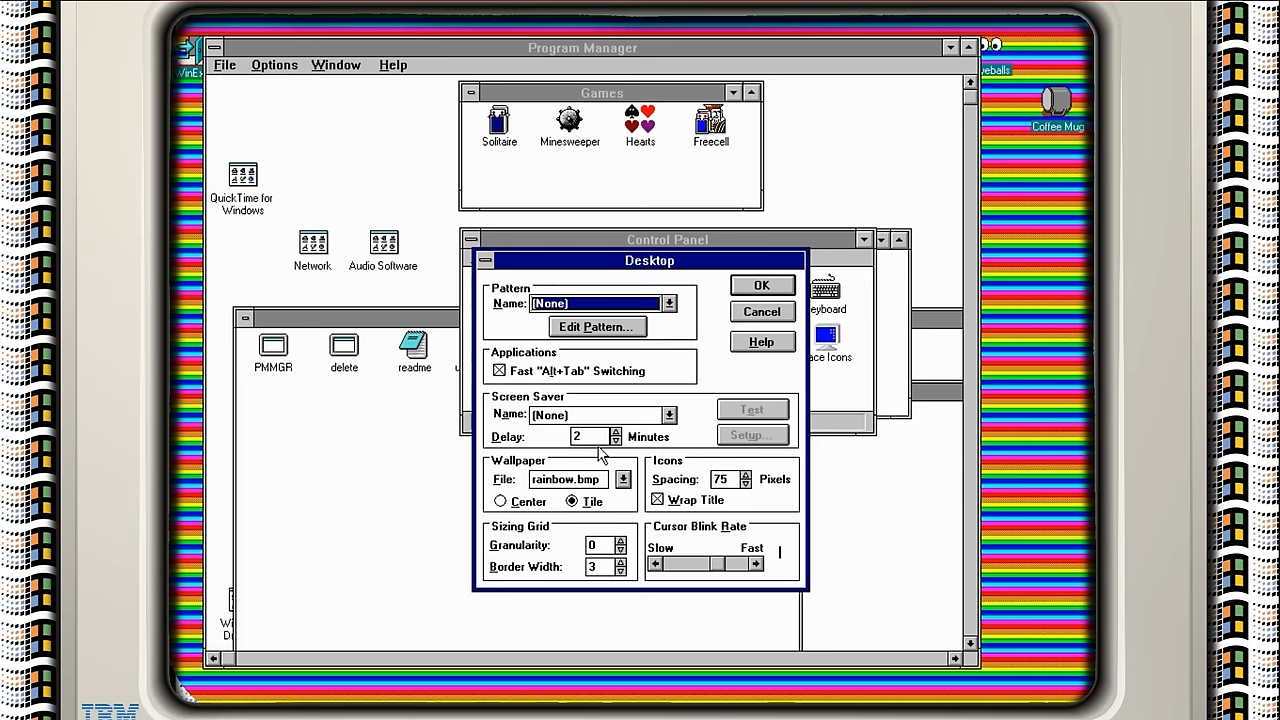 Program Manager
File Options Window Help
Games
Solitaire Minesweeper Hearts Freecell
Coffee Mug
QuickTime for
Windows
Network Audio Software
Control Panel
Desktop
Pattern
Name: (None)
Edit Pattern...
OK
Cancel
Help
Applications
Fast "Alt+Tab" Switching
Screen Saver
Name: (None)
Delay: 2 Minutes
Test
Setup...
Wallpaper
File: rainbow.bmp
Center Tile
Icons
Spacing: 75 Pixels
Wrap Title
Sizing Grid
Granularity: 0
Border Width: 3
Cursor Blink Rate
Slow Fast
PMMGR delete readme
eyboard
ace Icons
yeballs
IBM